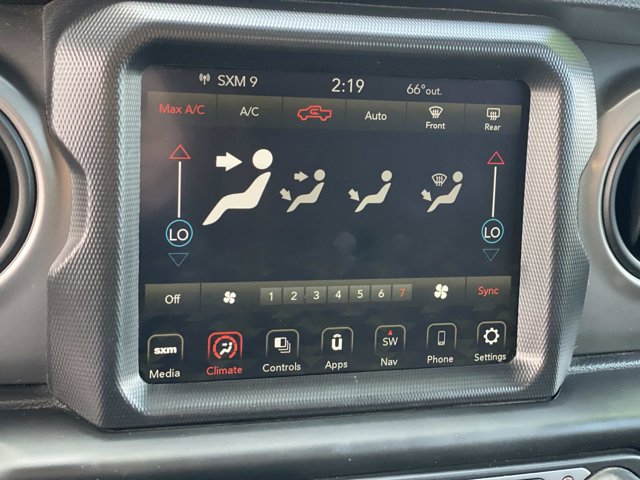 SXM 9 2:19 66°out.
Max A/C A/C Auto Front Rear
LO LO
Off 1 2 3 4 5 6 7 Sync
sxm ū SW
Media Climate Controls Apps Nav Phone Settings